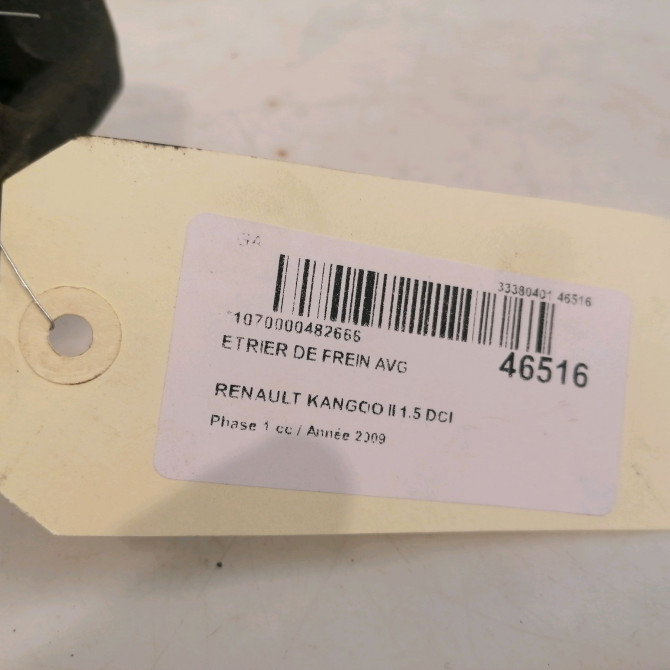 GA
33380401 46516
*1070000482666
46516
ETRIER DE FREIN AVG
RENAULT KANGOO II 1.5 DCI
Phase 1 cc / Année 2009